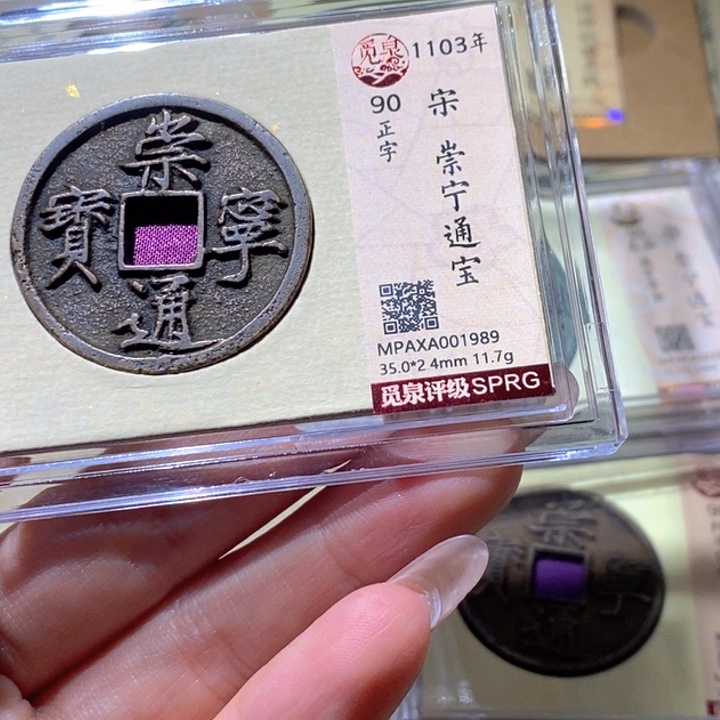 崇
寧
通
寶
觅泉
1103年
90
正字
宋 崇宁通宝
MPAXA001989
35.0*2.4mm 11.7g
觅泉评级SPRG
崇